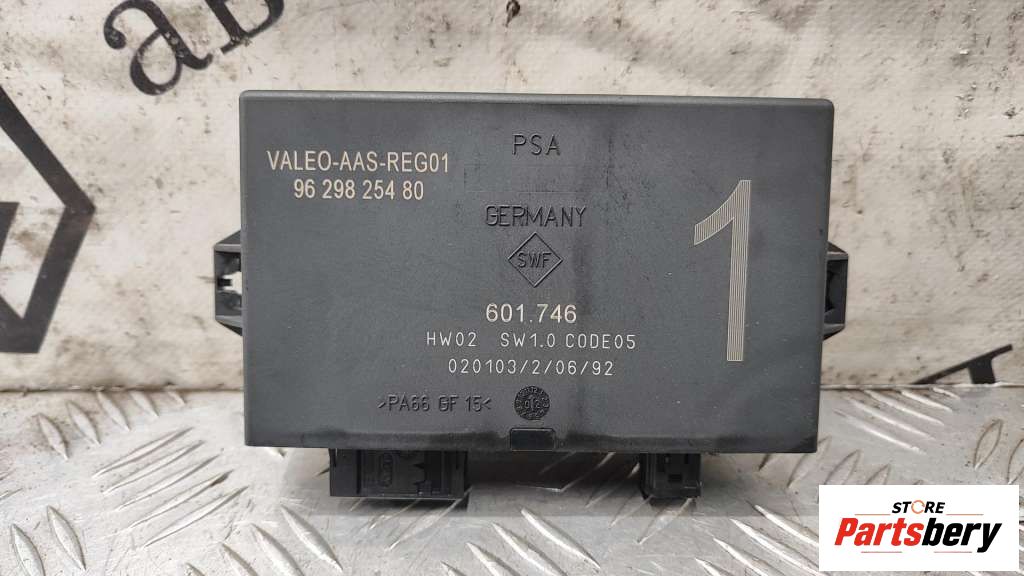 PSA
VALEO-AAS-REG01
96 298 254 80
GERMANY
SWF
1
601.746
HW02 SW1.0 CODE05
020103/2/06/92
>PA66 GF 15<
STORE
Partsbery